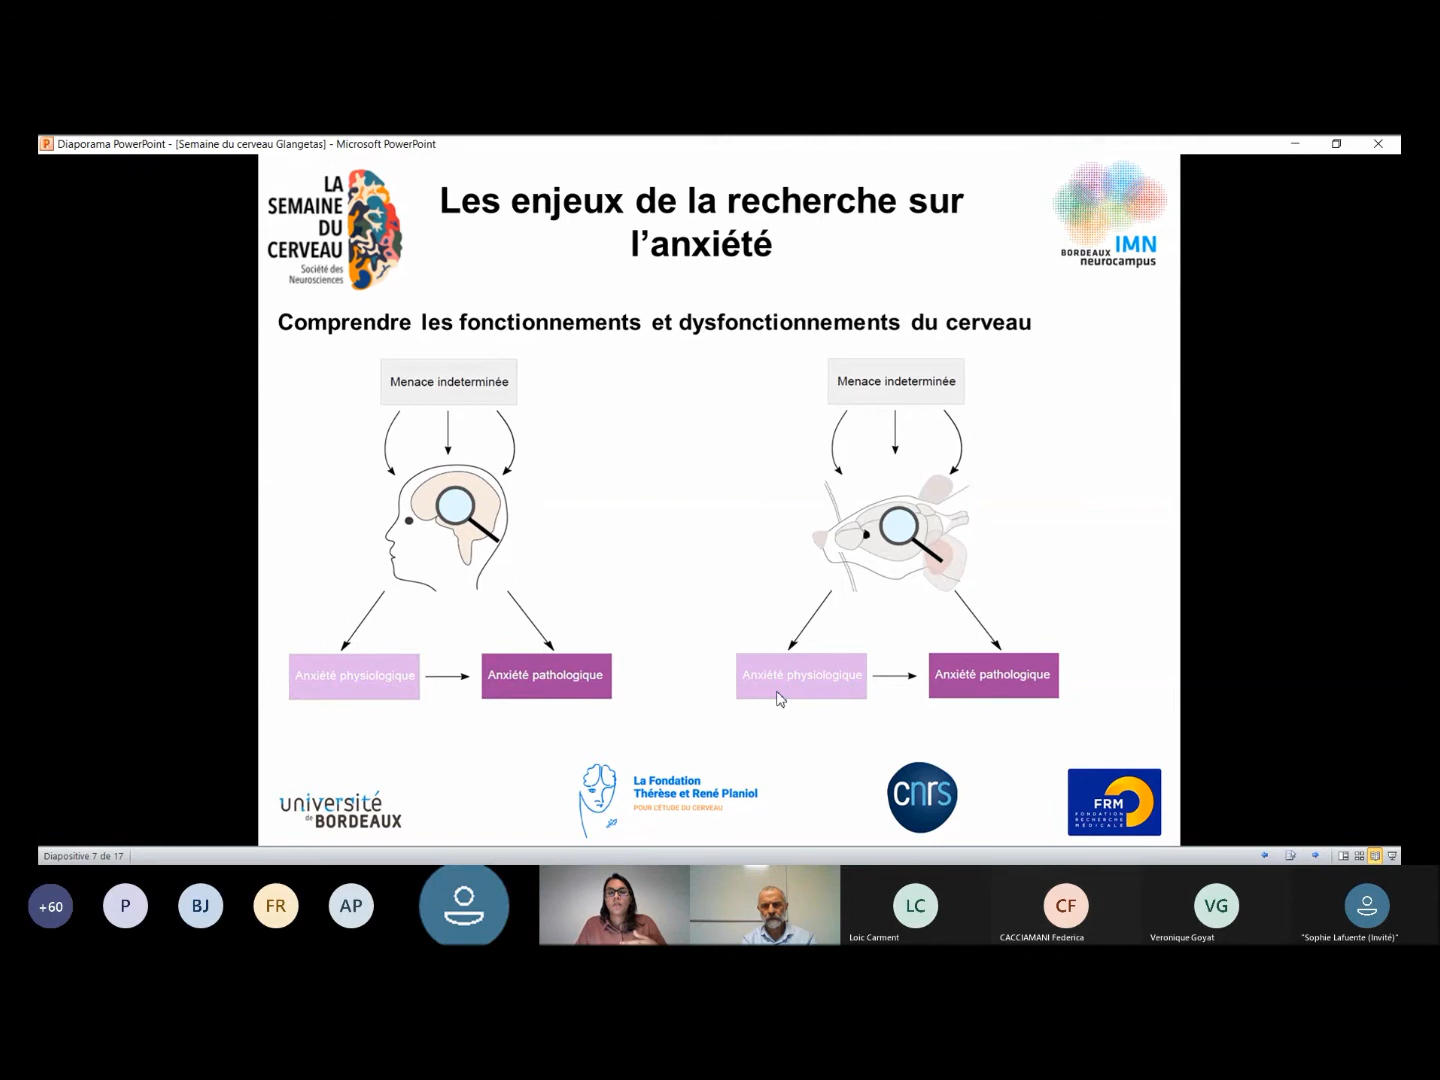 Diaporama PowerPoint - [Semaine du cerveau Glangetas] - Microsoft PowerPoint
LA
SEMAINE
DU
CERVEAU
Société des
Neurosciences
Les enjeux de la recherche sur
l'anxiété
BORDEAUX IMN
neurocampus
Comprendre les fonctionnements et dysfonctionnements du cerveau
Menace indeterminée
Menace indeterminée
Anxiété physiologique
Anxiété pathologique
Anxiété physiologique
Anxiété pathologique
université
de BORDEAUX
La Fondation
Thérèse et René Planiol
POUR L'ÉTUDE DU CERVEAU
cnrs
FRM
FONDATION
RECHERCHE
MÉDICALE
Diapositive 7 de 17
+60
P
BJ
FR
AP
LC
CF
VG
Loic Carment
CACCIAMANI Federica
Veronique Goyat
"Sophie Lafuente (Invité)"